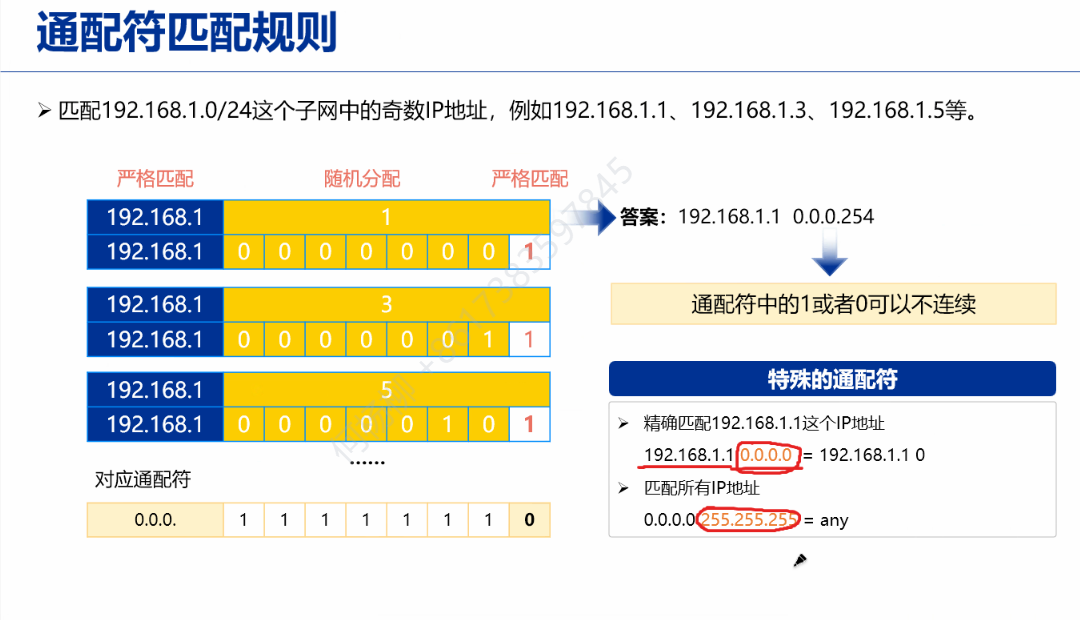 通配符匹配规则
➢ 匹配192.168.1.0/24这个子网中的奇数IP地址，例如192.168.1.1、192.168.1.3、192.168.1.5等。
严格匹配 随机分配 严格匹配
192.168.1 1
192.168.1 0 0 0 0 0 0 0 1
192.168.1 3
192.168.1 0 0 0 0 0 0 1 1
192.168.1 5
192.168.1 0 0 0 0 0 1 0 1
……
对应通配符
0.0.0. 1 1 1 1 1 1 1 0
答案：192.168.1.1 0.0.0.254
通配符中的1或者0可以不连续
特殊的通配符
➢ 精确匹配192.168.1.1这个IP地址
192.168.1.1 0.0.0.0 = 192.168.1.1 0
➢ 匹配所有IP地址
0.0.0.0 255.255.255 = any